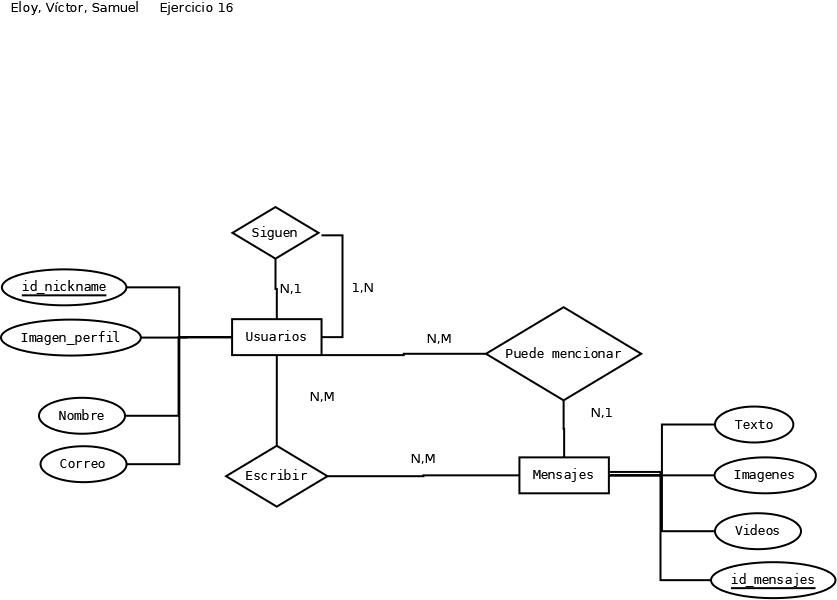 Eloy, Víctor, Samuel Ejercicio 16
Siguen
id_nickname
N,1
1,N
Imagen_perfil
Usuarios
N,M
Puede mencionar
N,M
Nombre
N,1
Texto
Correo
N,M
Escribir
Mensajes
Imagenes
Videos
id_mensajes